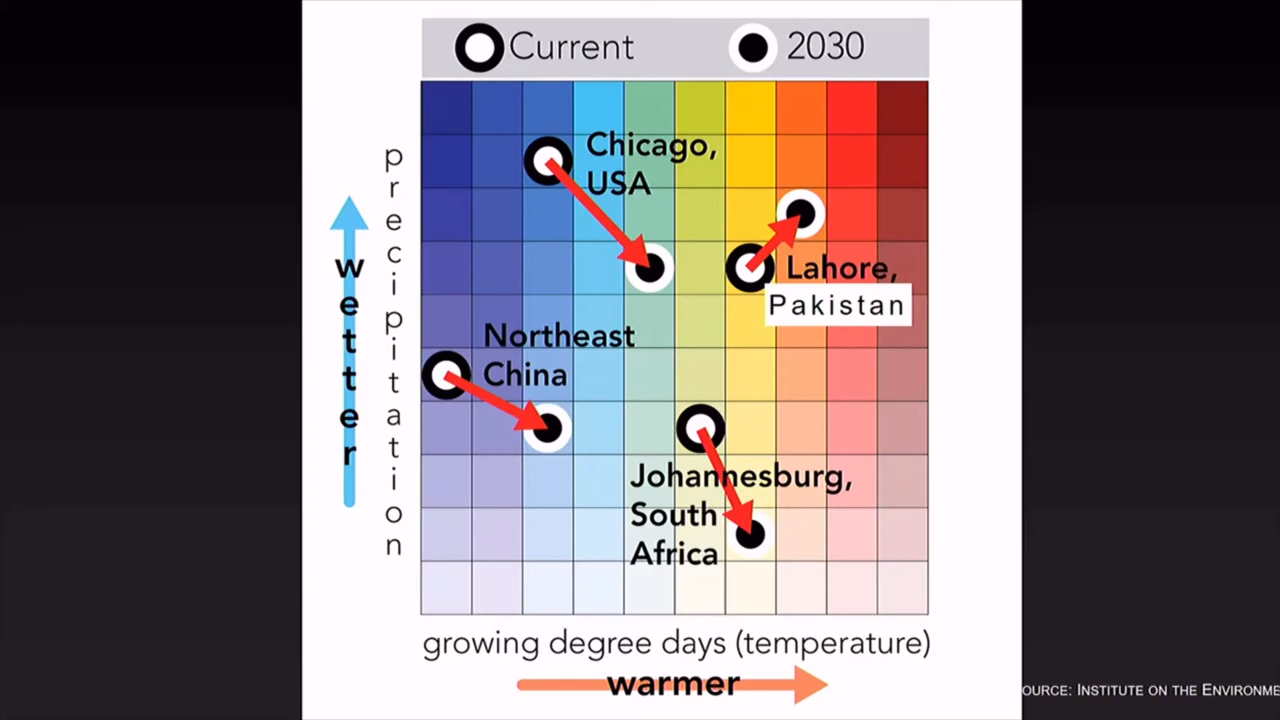 Current 2030
Chicago,
USA
Lahore,
Pakistan
Northeast
China
Johannesburg,
South
Africa
precipitation
wetter
growing degree days (temperature)
warmer
OURCE: INSTITUTE ON THE ENVIRONME